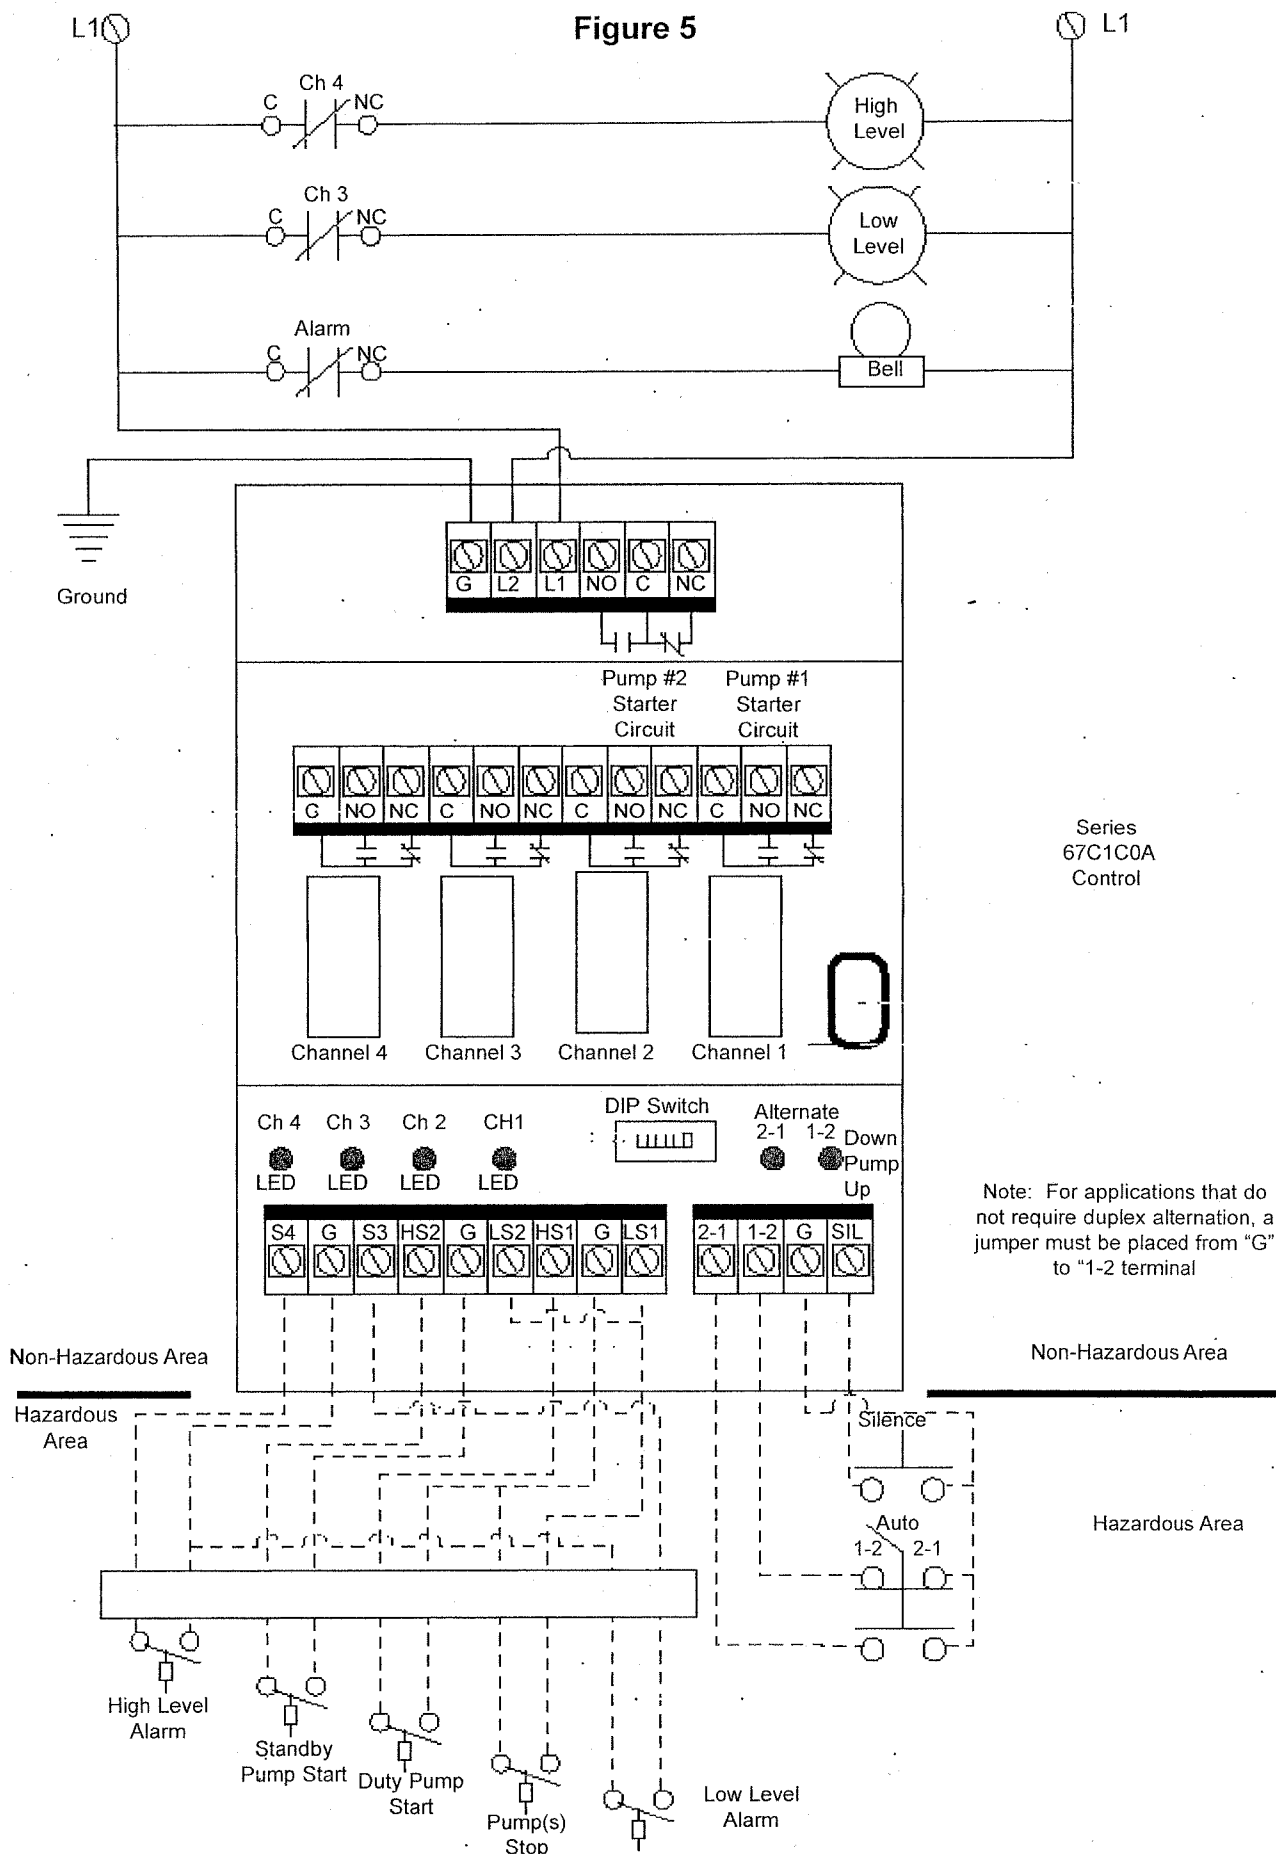 Figure 5
L1
L1
Ch 4
C
NC
High
Level
Ch 3
C
NC
Low
Level
Alarm
C
NC
Bell
Ground
G L2 L1 NO C NC
Pump #2
Starter
Circuit
Pump #1
Starter
Circuit
C NO NC C NO NC C NO NC C NO NC
Series
67C1C0A
Control
Channel 4
Channel 3
Channel 2
Channel 1
Ch 4
Ch 3
Ch 2
CH1
LED
LED
LED
LED
DIP Switch
Alternate
2-1 1-2
Down
Pump
Up
S4 G S3 HS2 G LS2 HS1 G LS1
2-1 1-2 G SIL
Note: For applications that do
not require duplex alternation, a
jumper must be placed from “G”
to “1-2 terminal
Non-Hazardous Area
Non-Hazardous Area
Hazardous
Area
Hazardous Area
Silence
Auto
1-2 2-1
High Level
Alarm
Standby
Pump Start
Duty Pump
Start
Pump(s)
Stop
Low Level
Alarm